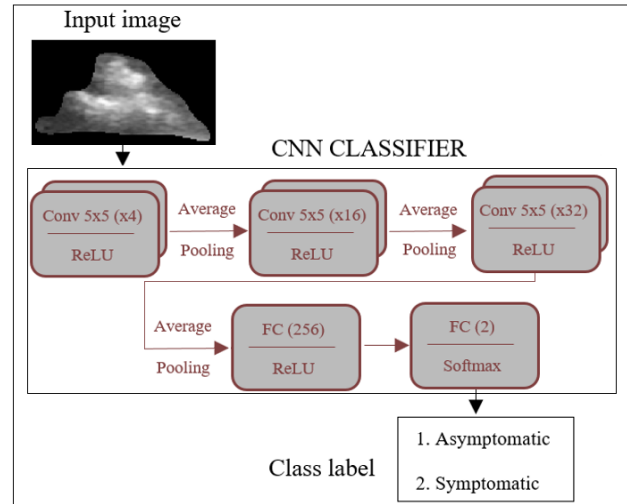 Input image
CNN CLASSIFIER
Conv 5x5 (x4)
ReLU
Average
Pooling
Conv 5x5 (x16)
ReLU
Average
Pooling
Conv 5x5 (x32)
ReLU
Average
Pooling
FC (256)
ReLU
FC (2)
Softmax
Class label
1. Asymptomatic
2. Symptomatic